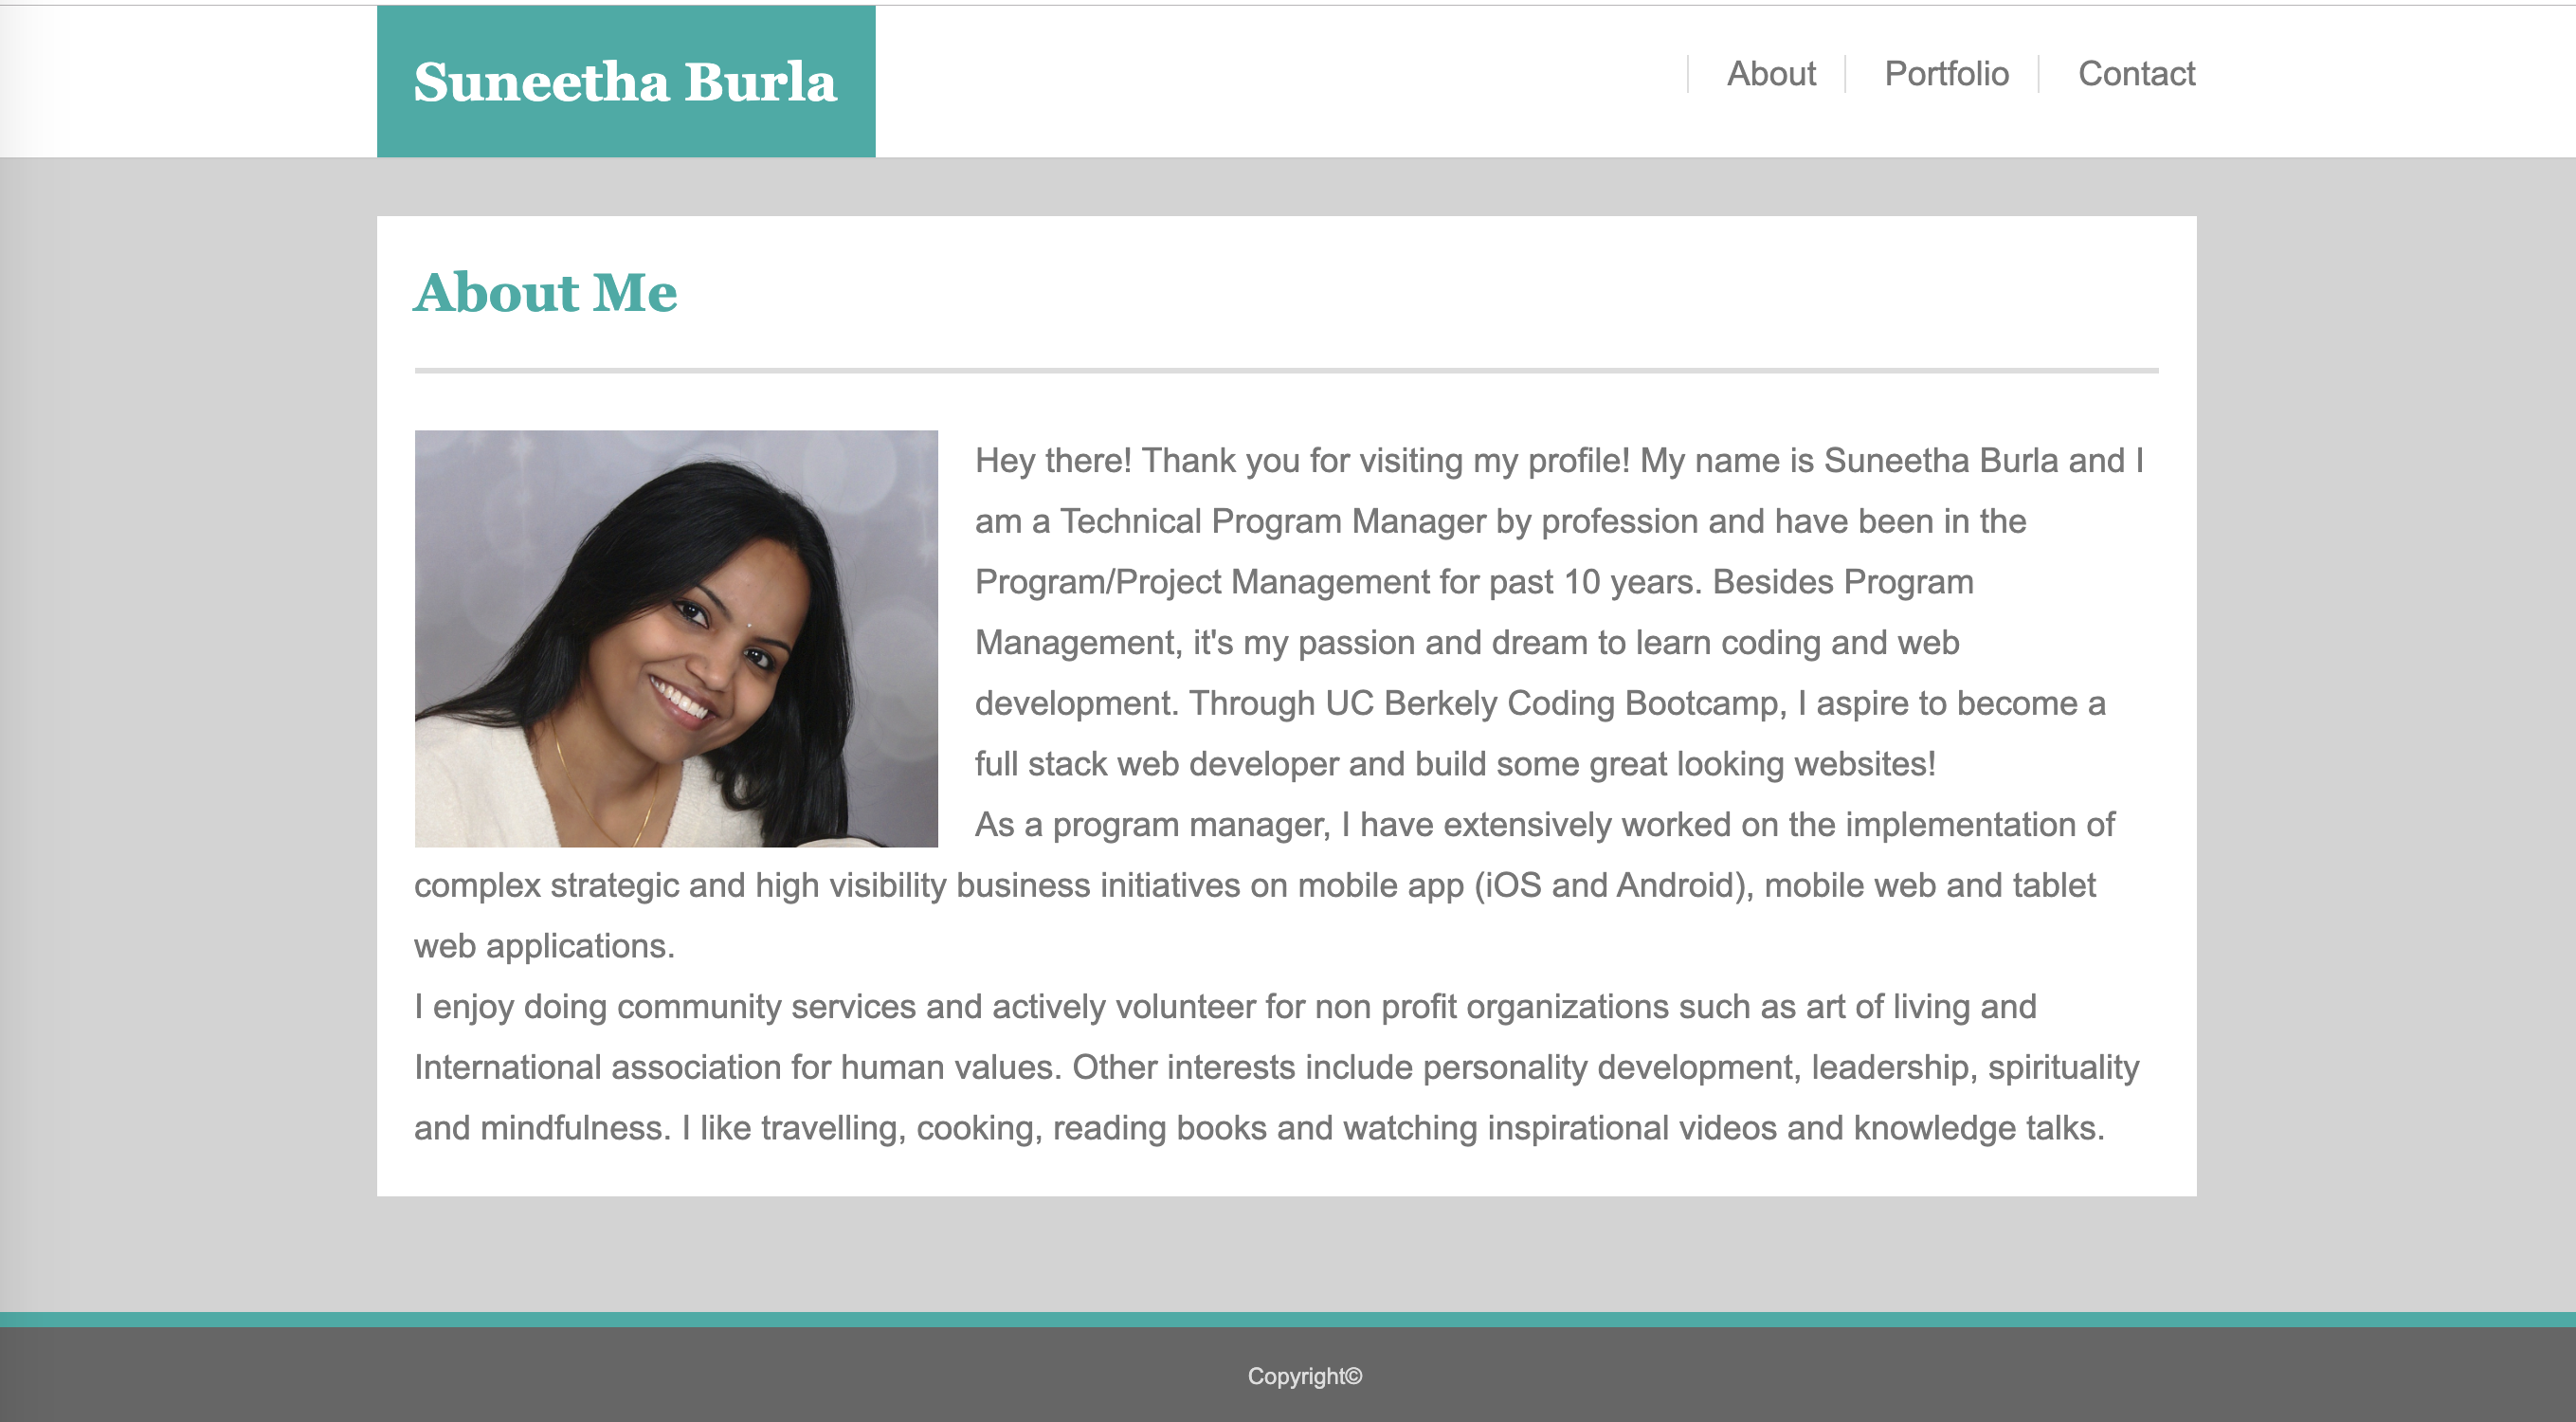 Suneetha Burla
About
Portfolio
Contact
About Me
Hey there! Thank you for visiting my profile! My name is Suneetha Burla and I
am a Technical Program Manager by profession and have been in the
Program/Project Management for past 10 years. Besides Program
Management, it's my passion and dream to learn coding and web
development. Through UC Berkely Coding Bootcamp, I aspire to become a
full stack web developer and build some great looking websites!
As a program manager, I have extensively worked on the implementation of
complex strategic and high visibility business initiatives on mobile app (iOS and Android), mobile web and tablet
web applications.
I enjoy doing community services and actively volunteer for non profit organizations such as art of living and
International association for human values. Other interests include personality development, leadership, spirituality
and mindfulness. I like travelling, cooking, reading books and watching inspirational videos and knowledge talks.
Copyright©